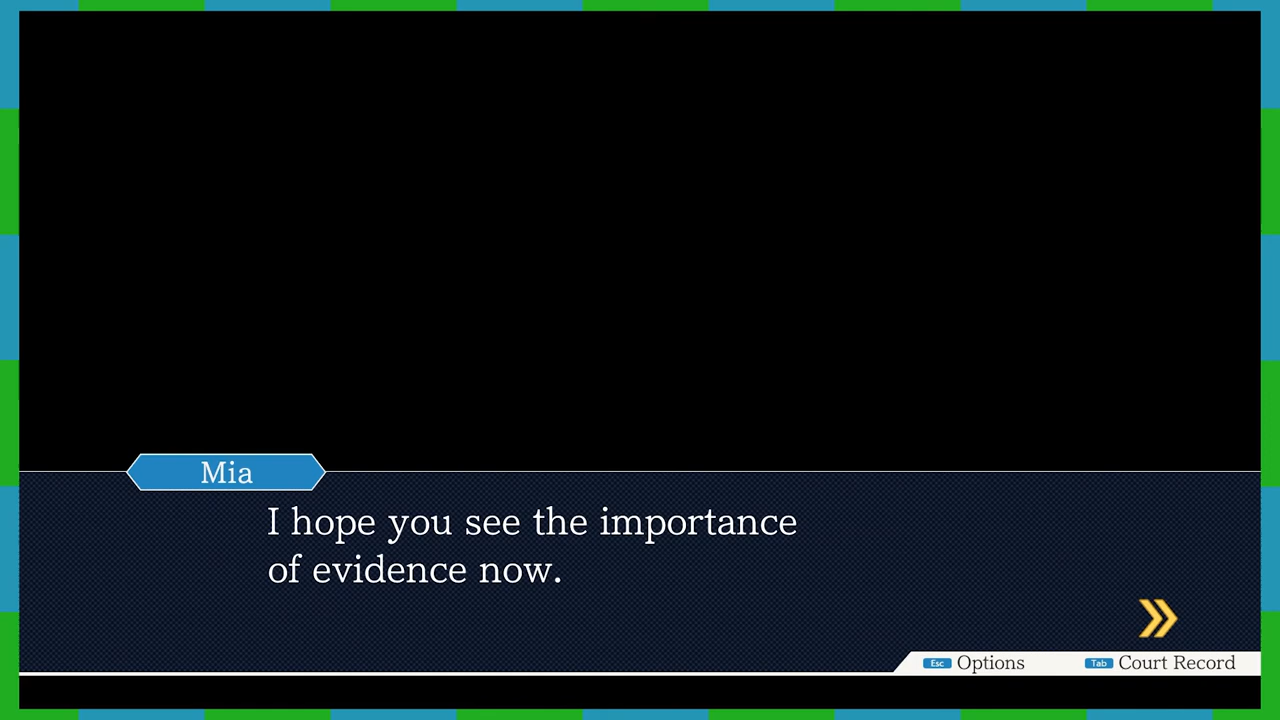 Mia
I hope you see the importance
of evidence now.
Esc Options
Tab Court Record